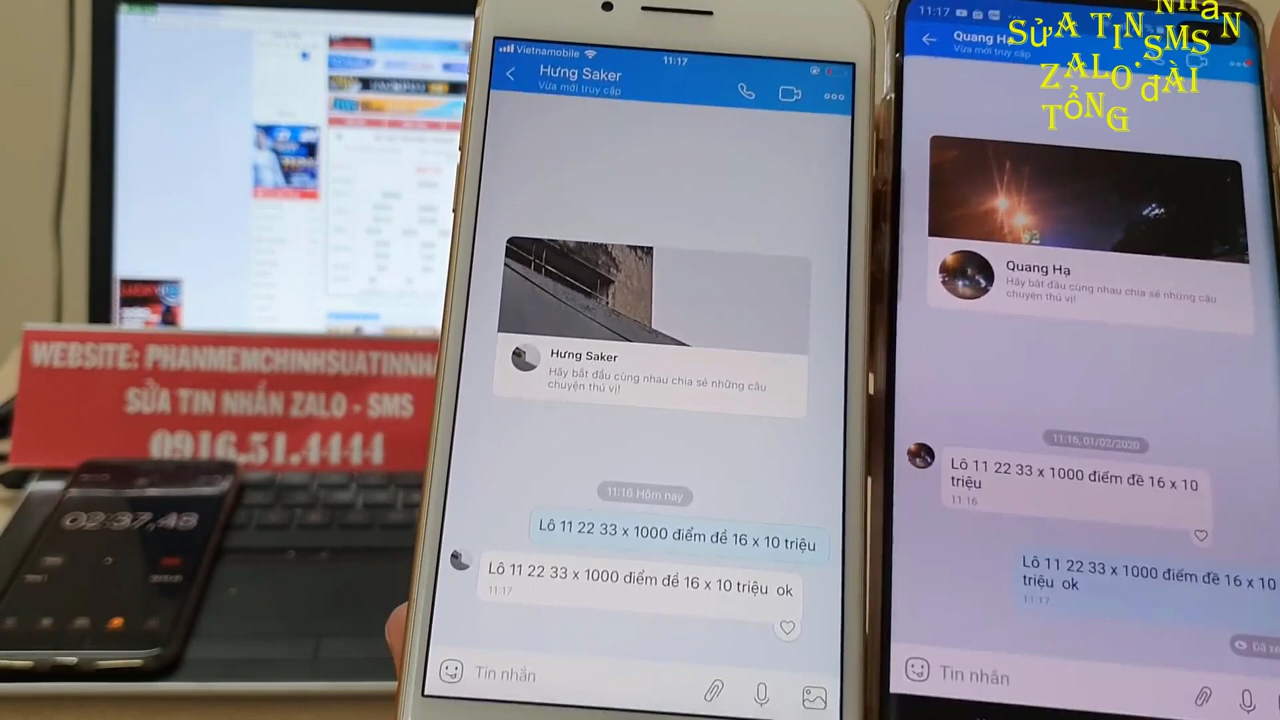 WEBSITE: PHANMEMCHINHSUATINNHA
SỬA TIN NHẮN ZALO - SMS
0916.51.4444
02:37,48
Vietnamobile
11:17
Hưng Saker
Vừa mới truy cập
Hưng Saker
Hãy bắt đầu cùng nhau chia sẻ những câu
chuyện thú vị!
11:16 Hôm nay
Lô 11 22 33 x 1000 điểm đề 16 x 10 triệu
Lô 11 22 33 x 1000 điểm đề 16 x 10 triệu ok
11:17
Tin nhắn
11:17
Quang Hạ
Vừa mới truy cập
SỬA TIN NHẮN
ZALO.SMS
TỔNG ĐÀI
Quang Hạ
Hãy bắt đầu cùng nhau chia sẻ những câu
chuyện thú vị!
11:16, 01/02/2020
Lô 11 22 33 x 1000 điểm đề 16 x 10
triệu
11:16
Lô 11 22 33 x 1000 điểm đề 16 x 10
triệu ok
11:17
Tin nhắn